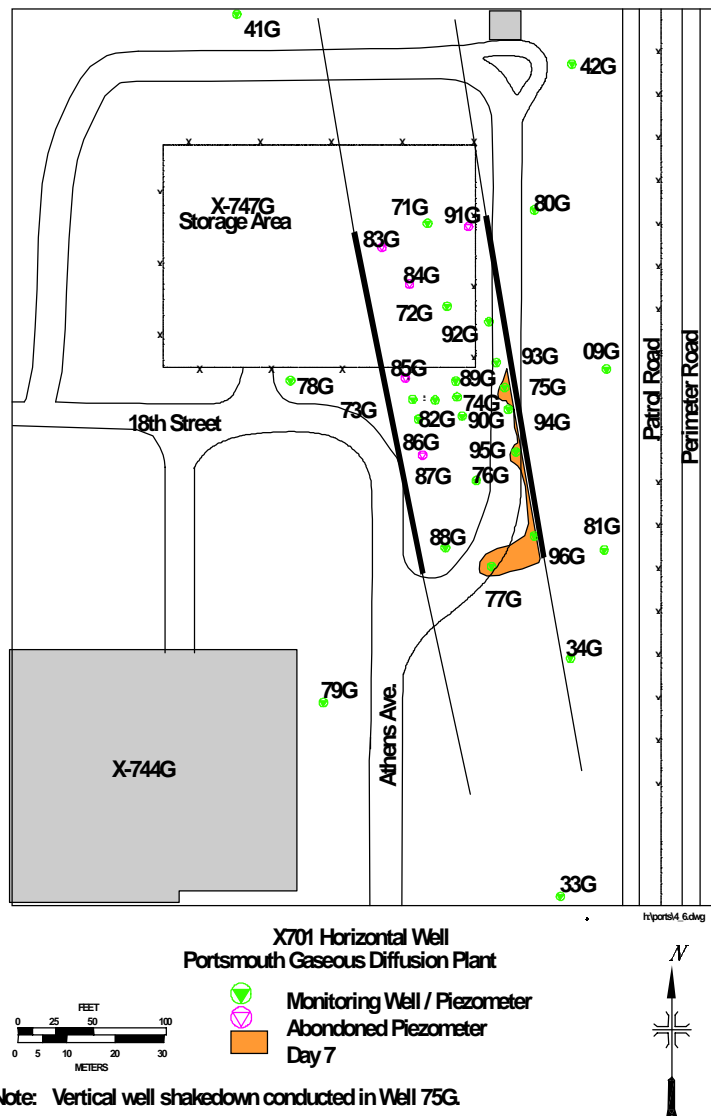 41G
42G
X-747G
Storage Area
71G
91G
80G
83G
84G
72G
92G
93G
09G
85G
89G
75G
78G
73G
74G
18th Street
82G
90G
94G
86G
95G
87G
76G
88G
81G
96G
77G
34G
79G
Athens Ave.
X-744G
33G
Patrol Road
Perimeter Road
h:\ports\4_6.dwg
X701 Horizontal Well
Portsmouth Gaseous Diffusion Plant
N
FEET
0 25 50 100
0 5 10 20 30
METERS
Monitoring Well / Piezometer
Abondoned Piezometer
Day 7
Note: Vertical well shakedown conducted in Well 75G.